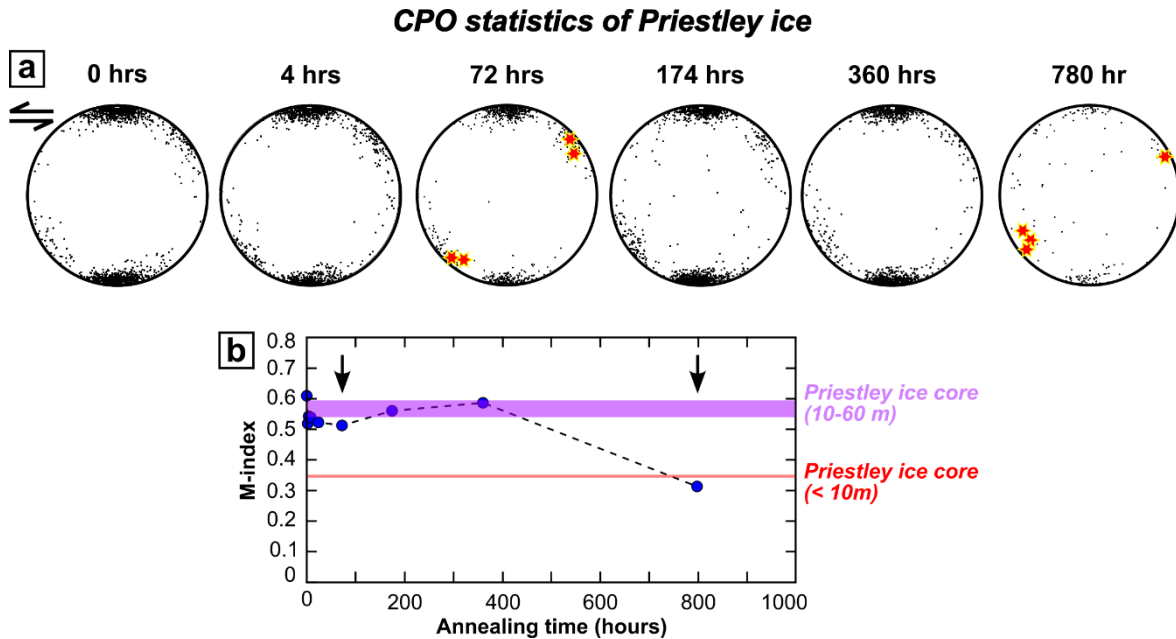 CPO statistics of Priestley ice
a
0 hrs
4 hrs
72 hrs
174 hrs
360 hrs
780 hr
b
0.8
0.7
0.6
0.5
0.4
0.3
0.2
0.1
0
M-index
0
200
400
600
800
1000
Annealing time (hours)
Priestley ice core
(10-60 m)
Priestley ice core
(< 10m)